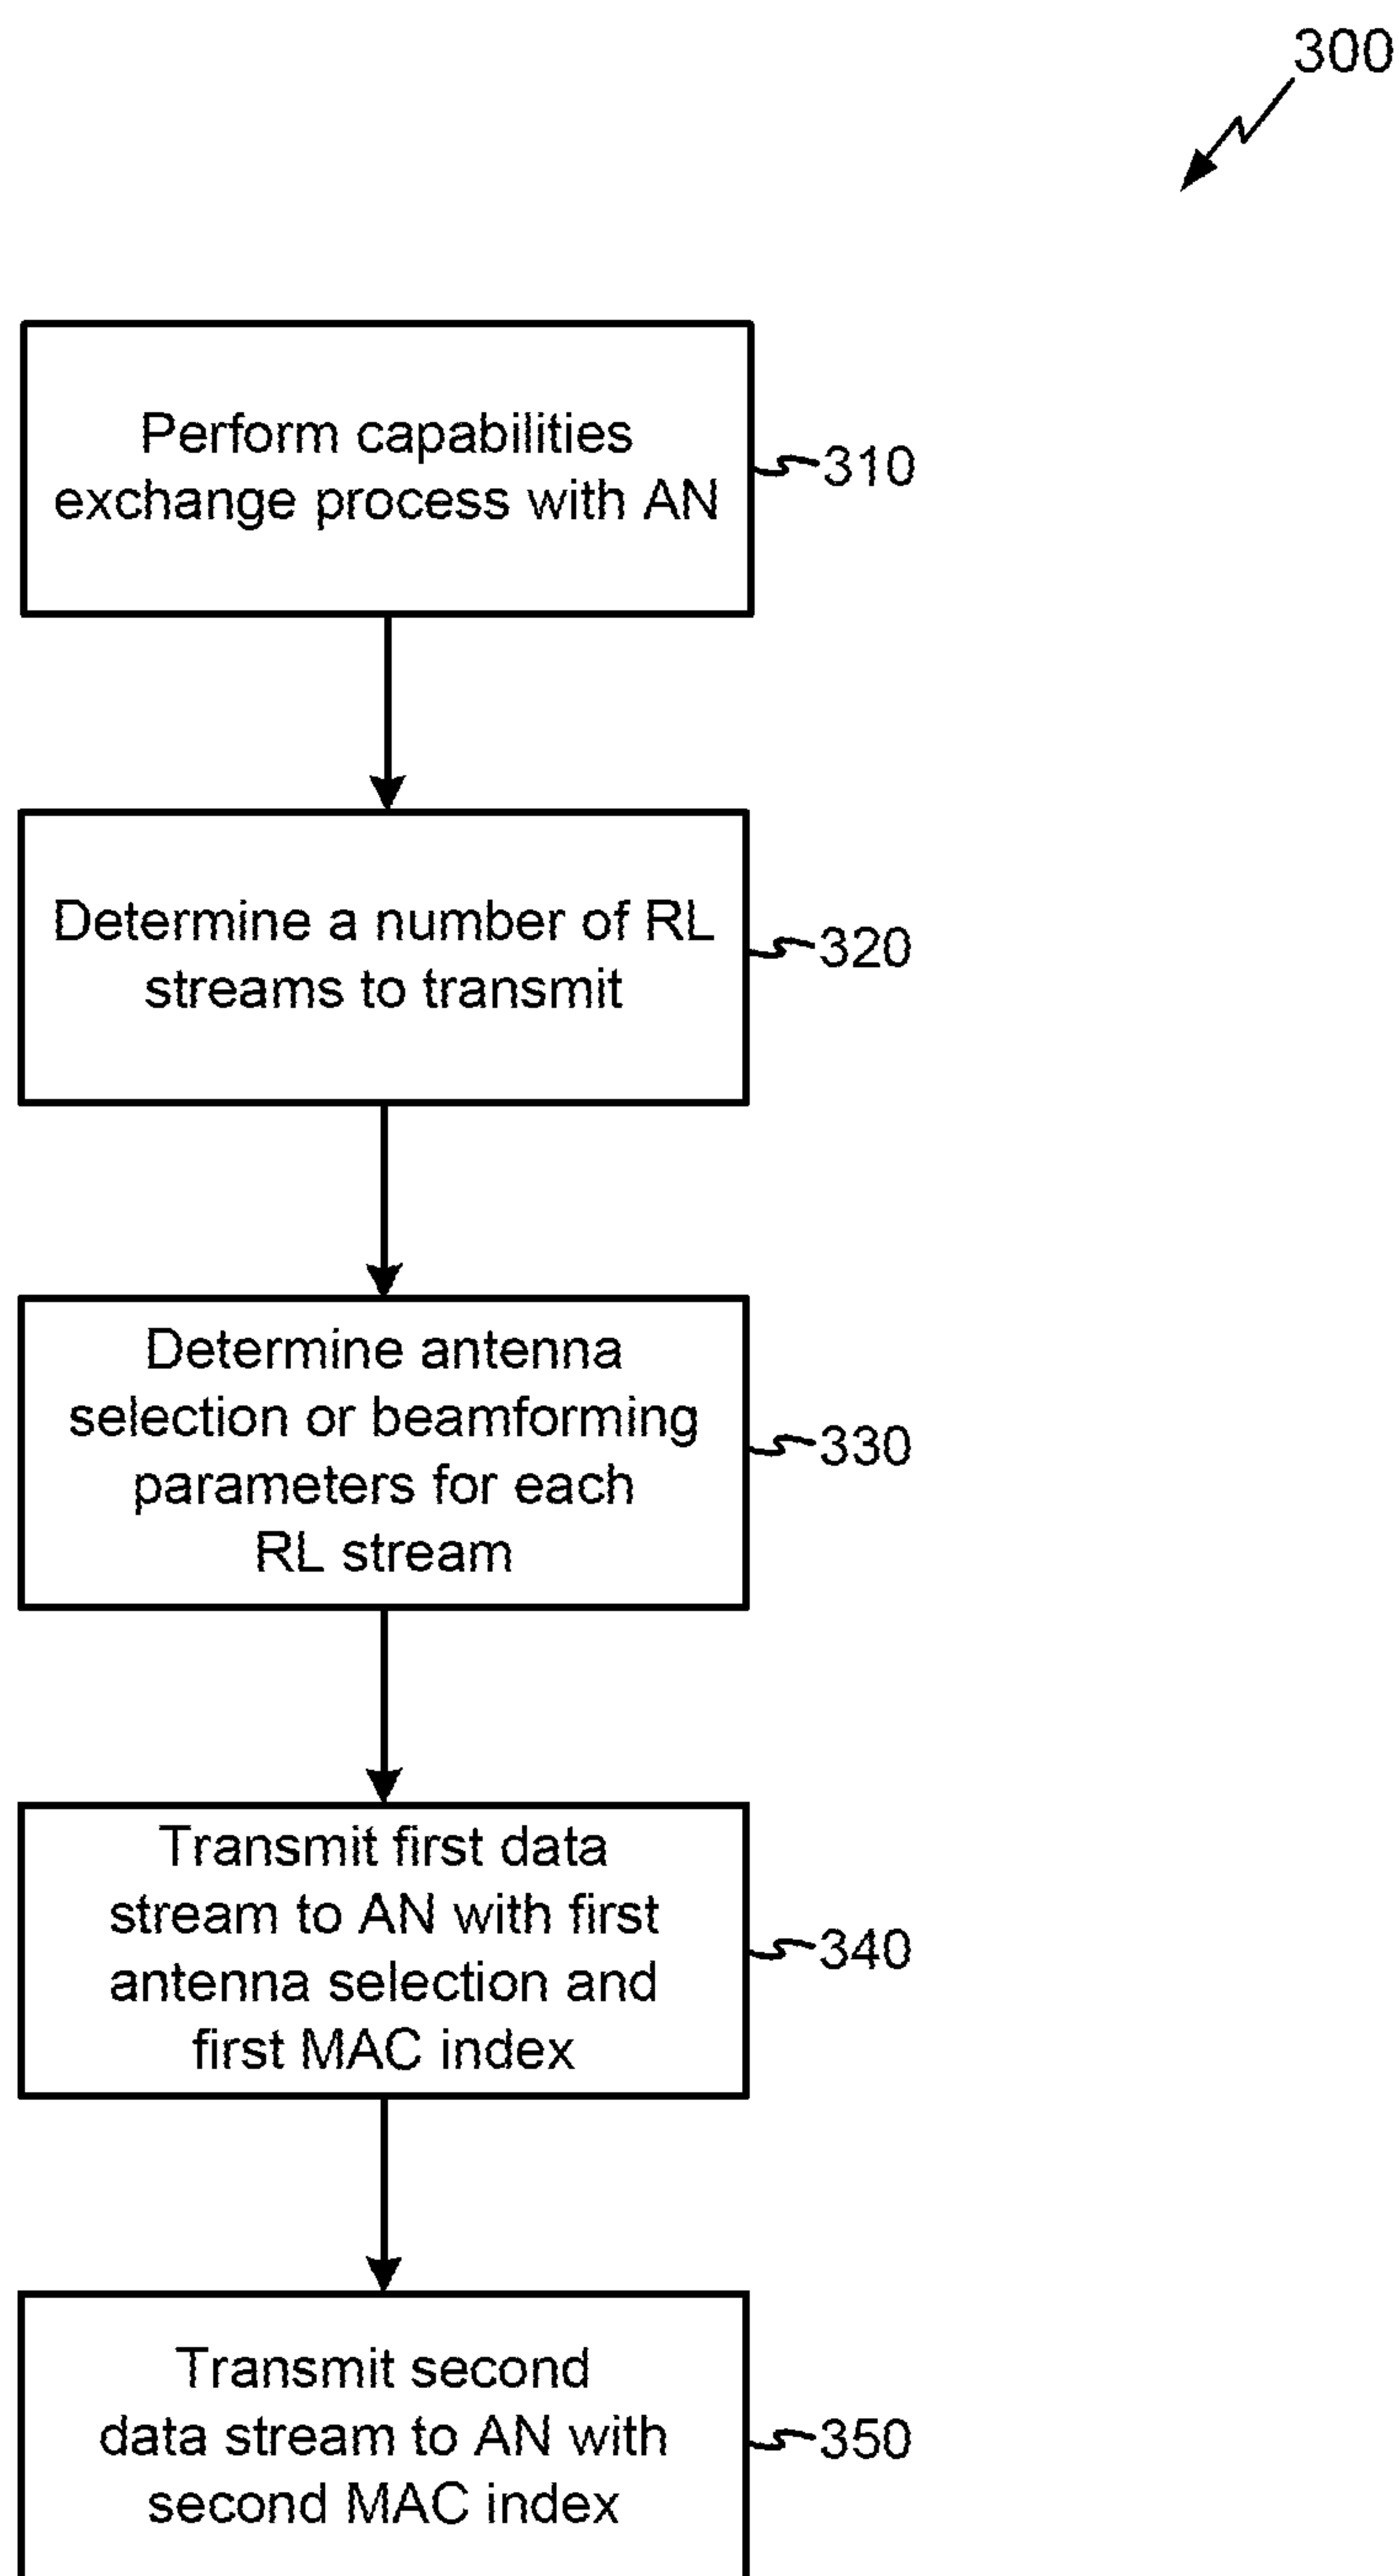 300
Perform capabilities
exchange process with AN
310
Determine a number of RL
streams to transmit
320
Determine antenna
selection or beamforming
parameters for each
RL stream
330
Transmit first data
stream to AN with first
antenna selection and
first MAC index
340
Transmit second
data stream to AN with
second MAC index
350